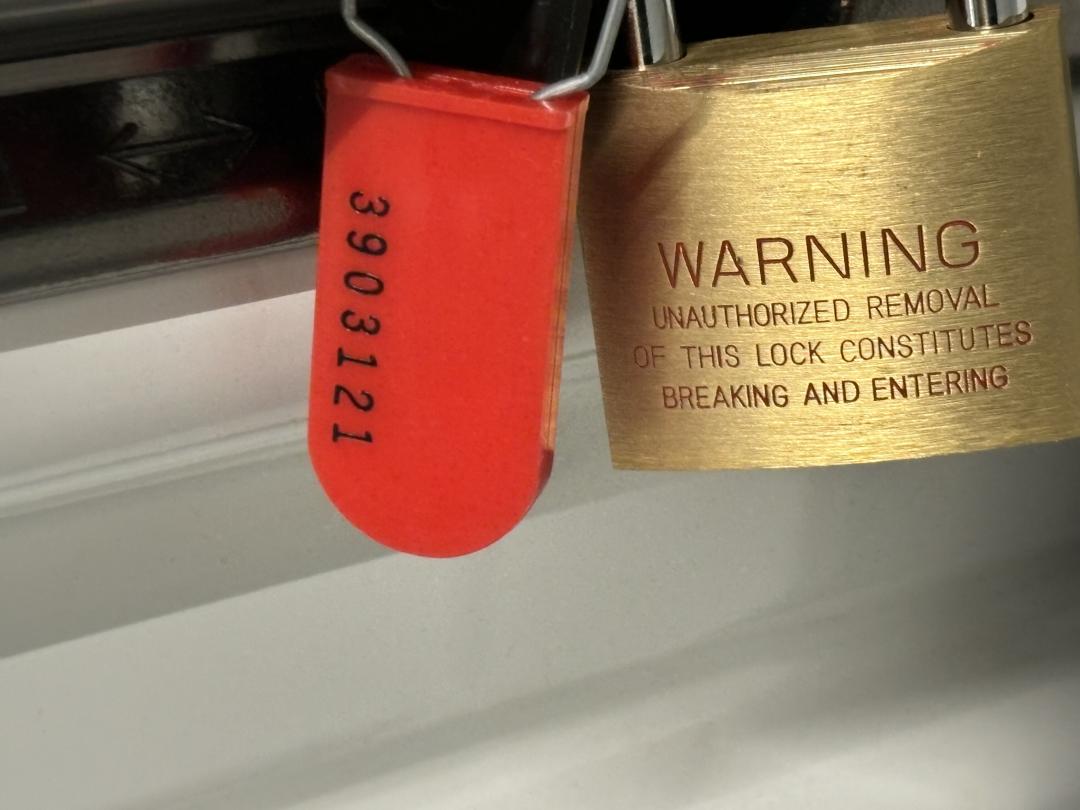 3903121
WARNING
UNAUTHORIZED REMOVAL
OF THIS LOCK CONSTITUTES
BREAKING AND ENTERING